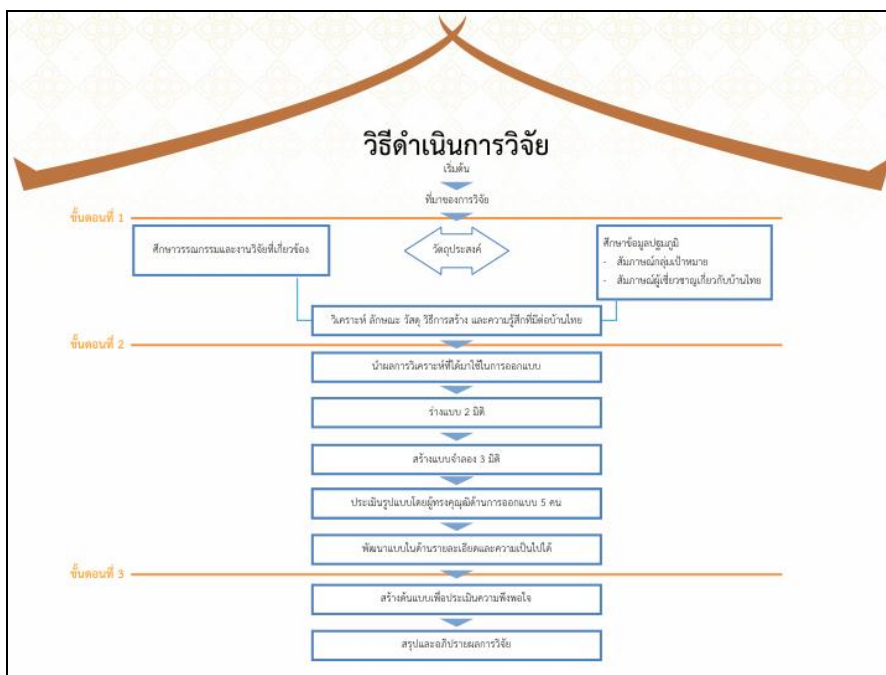 วิธีดำเนินการวิจัย
เริ่มต้น
ที่มาของการวิจัย
ขั้นตอนที่ 1
ศึกษาวรรณกรรมและงานวิจัยที่เกี่ยวข้อง
วัตถุประสงค์
ศึกษาข้อมูลปฐมภูมิ
- สัมภาษณ์กลุ่มเป้าหมาย
- สัมภาษณ์ผู้เชี่ยวชาญเกี่ยวกับบ้านไทย
วิเคราะห์ ลักษณะ วัสดุ วิธีการสร้าง และความรู้สึกที่มีต่อบ้านไทย
ขั้นตอนที่ 2
นำผลการวิเคราะห์ที่ได้มาใช้ในการออกแบบ
ร่างแบบ 2 มิติ
สร้างแบบจำลอง 3 มิติ
ประเมินรูปแบบโดยผู้ทรงคุณวุฒิด้านการออกแบบ 5 คน
พัฒนาแบบในด้านรายละเอียดและความเป็นไปได้
ขั้นตอนที่ 3
สร้างต้นแบบเพื่อประเมินความพึงพอใจ
สรุปและอภิปรายผลการวิจัย